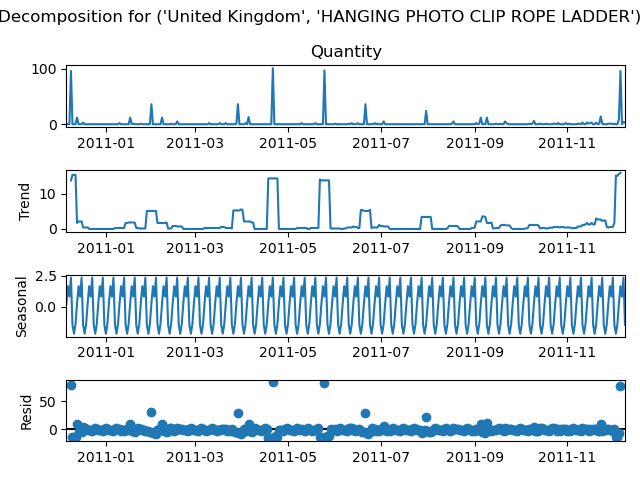 Decomposition for ('United Kingdom', 'HANGING PHOTO CLIP ROPE LADDER')
Quantity
100
0
2011-01 2011-03 2011-05 2011-07 2011-09 2011-11
Trend
10
0
2011-01 2011-03 2011-05 2011-07 2011-09 2011-11
Seasonal
2.5
0.0
2011-01 2011-03 2011-05 2011-07 2011-09 2011-11
Resid
50
0
2011-01 2011-03 2011-05 2011-07 2011-09 2011-11